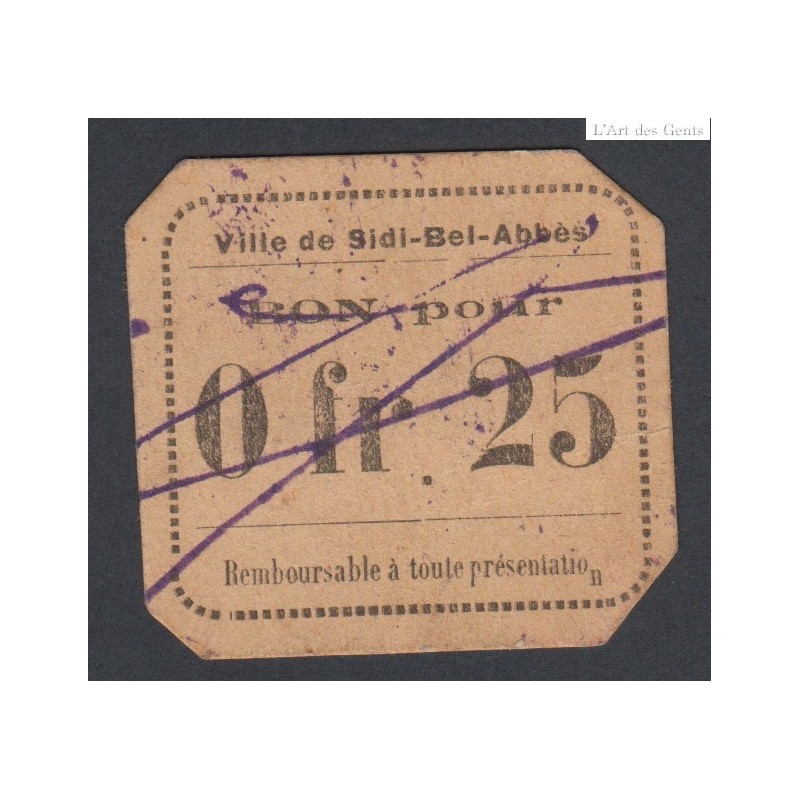 L'Art des Gents
Ville de Sidi-Bel-Abbès
BON pour
0 fr. 25
Remboursable à toute présentation